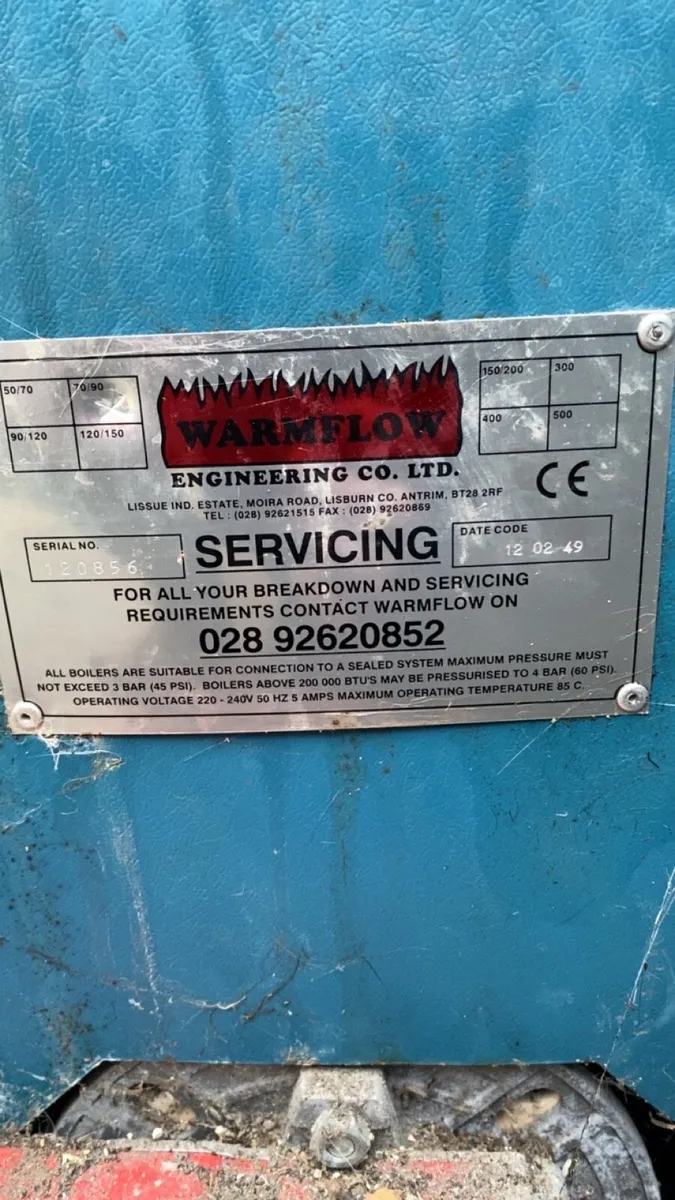 50/70 70/90
90/120 120/150
WARMFLOW
ENGINEERING CO. LTD.
150/200 300
400 500
LISSUE IND. ESTATE, MOIRA ROAD, LISBURN CO. ANTRIM, BT28 2RF
TEL : (028) 92621515 FAX : (028) 92620869
CE
SERIAL NO.
120856
SERVICING
DATE CODE
12 02 49
FOR ALL YOUR BREAKDOWN AND SERVICING
REQUIREMENTS CONTACT WARMFLOW ON
028 92620852
ALL BOILERS ARE SUITABLE FOR CONNECTION TO A SEALED SYSTEM MAXIMUM PRESSURE MUST
NOT EXCEED 3 BAR (45 PSI). BOILERS ABOVE 200 000 BTU'S MAY BE PRESSURISED TO 4 BAR (60 PSI).
OPERATING VOLTAGE 220 - 240V 50 HZ 5 AMPS MAXIMUM OPERATING TEMPERATURE 85 C.